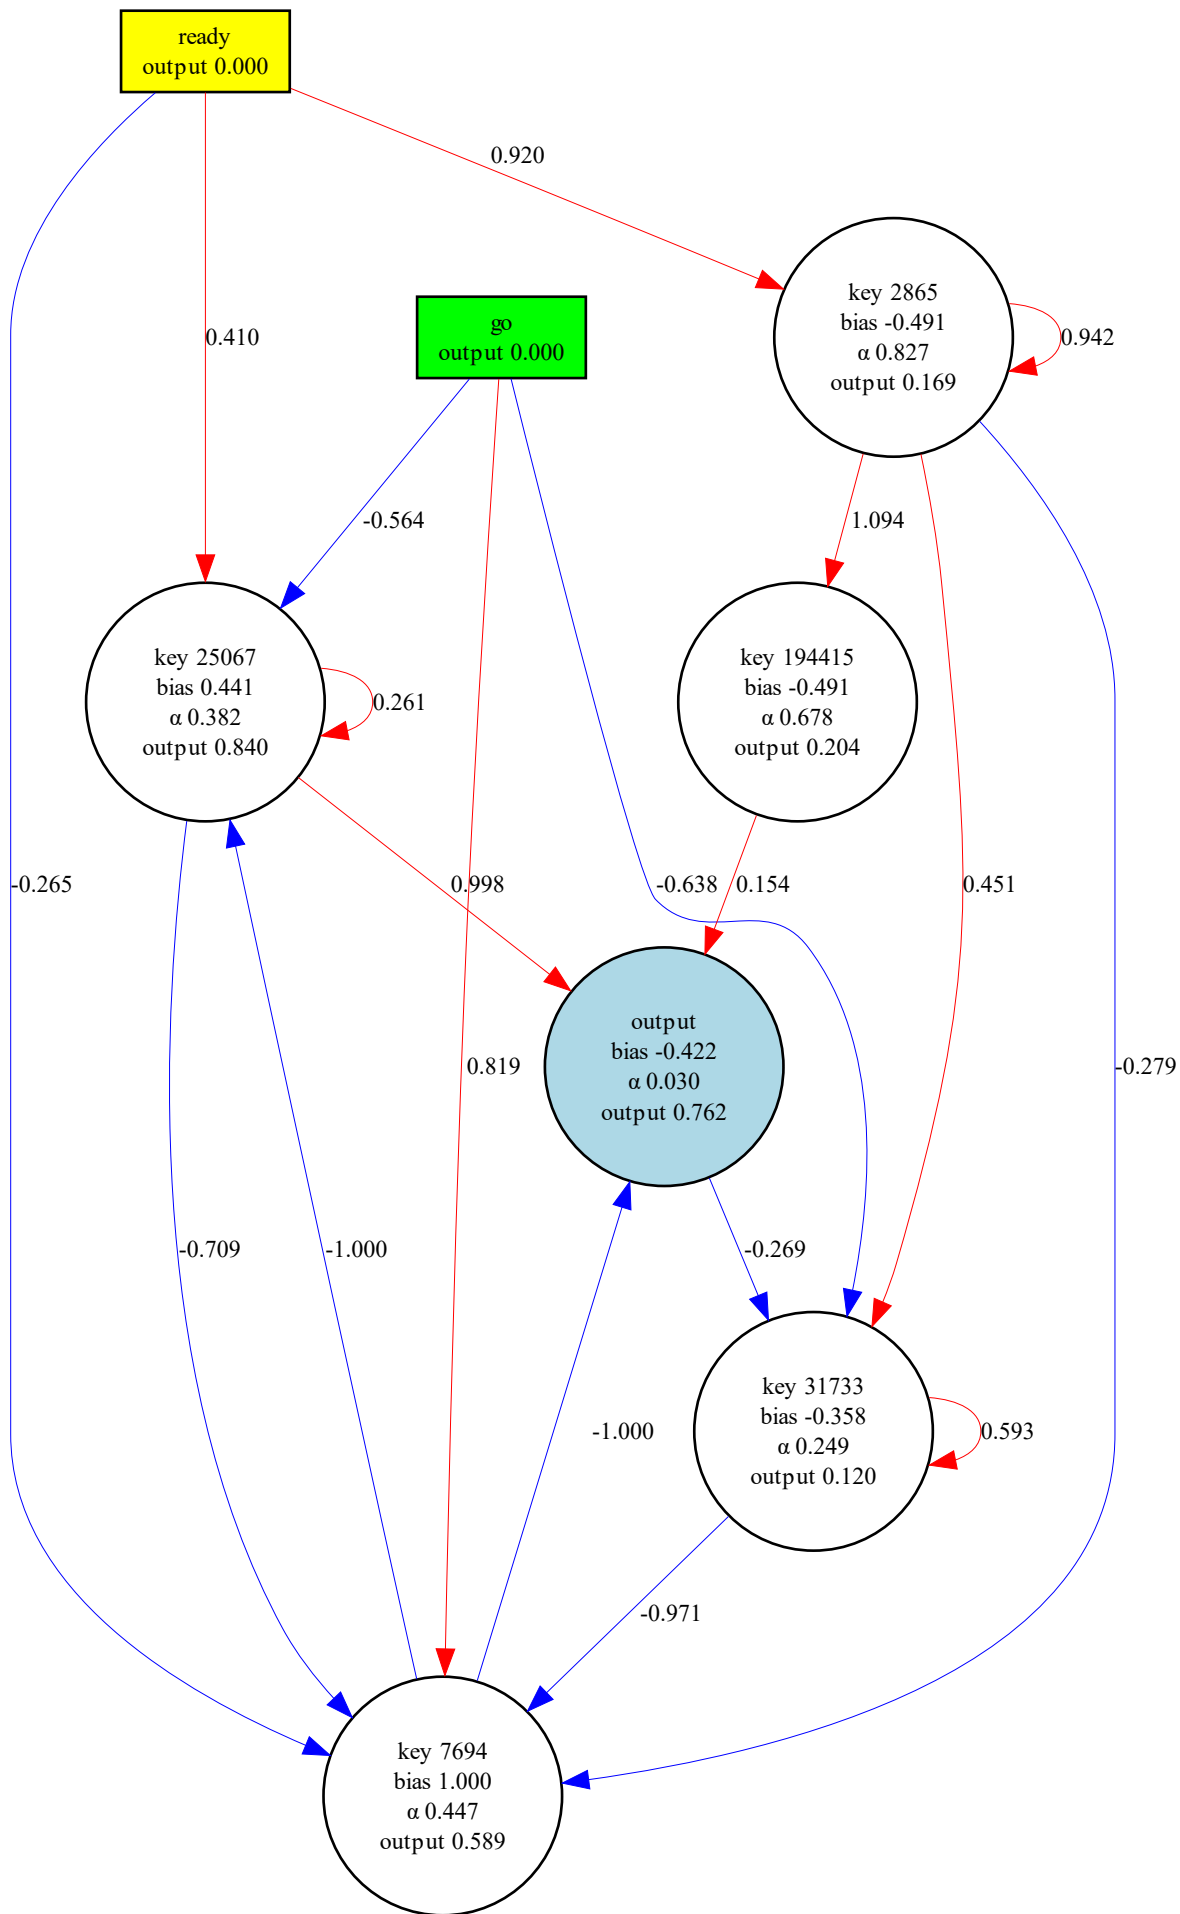 ready
output 0.000
0.920
key 2865
bias -0.491
α 0.827
output 0.169
0.942
go
output 0.000
0.410
-0.564
1.094
key 25067
bias 0.441
α 0.382
output 0.840
0.261
key 194415
bias -0.491
α 0.678
output 0.204
-0.265
0.998
-0.638
0.154
0.451
output
bias -0.422
α 0.030
output 0.762
0.819
-0.279
-0.709
-1.000
-0.269
-1.000
key 31733
bias -0.358
α 0.249
output 0.120
0.593
-0.971
key 7694
bias 1.000
α 0.447
output 0.589